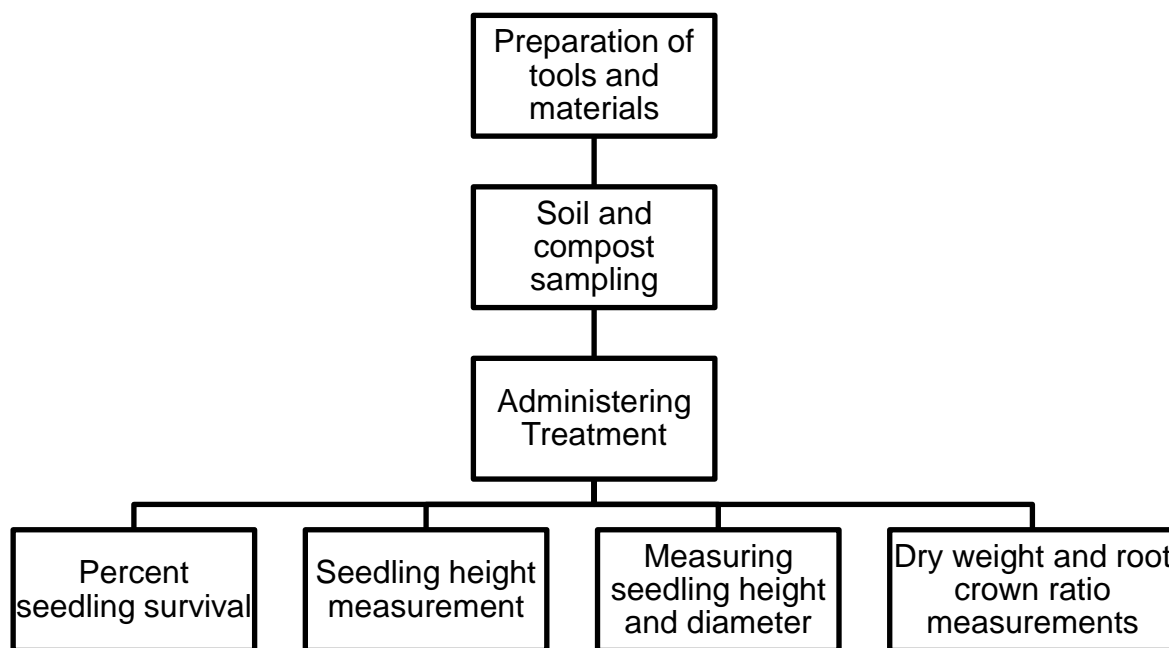 Preparation of
tools and
materials
Soil and
compost
sampling
Administering
Treatment
Percent
seedling survival
Seedling height
measurement
Measuring
seedling height
and diameter
Dry weight and root
crown ratio
measurements